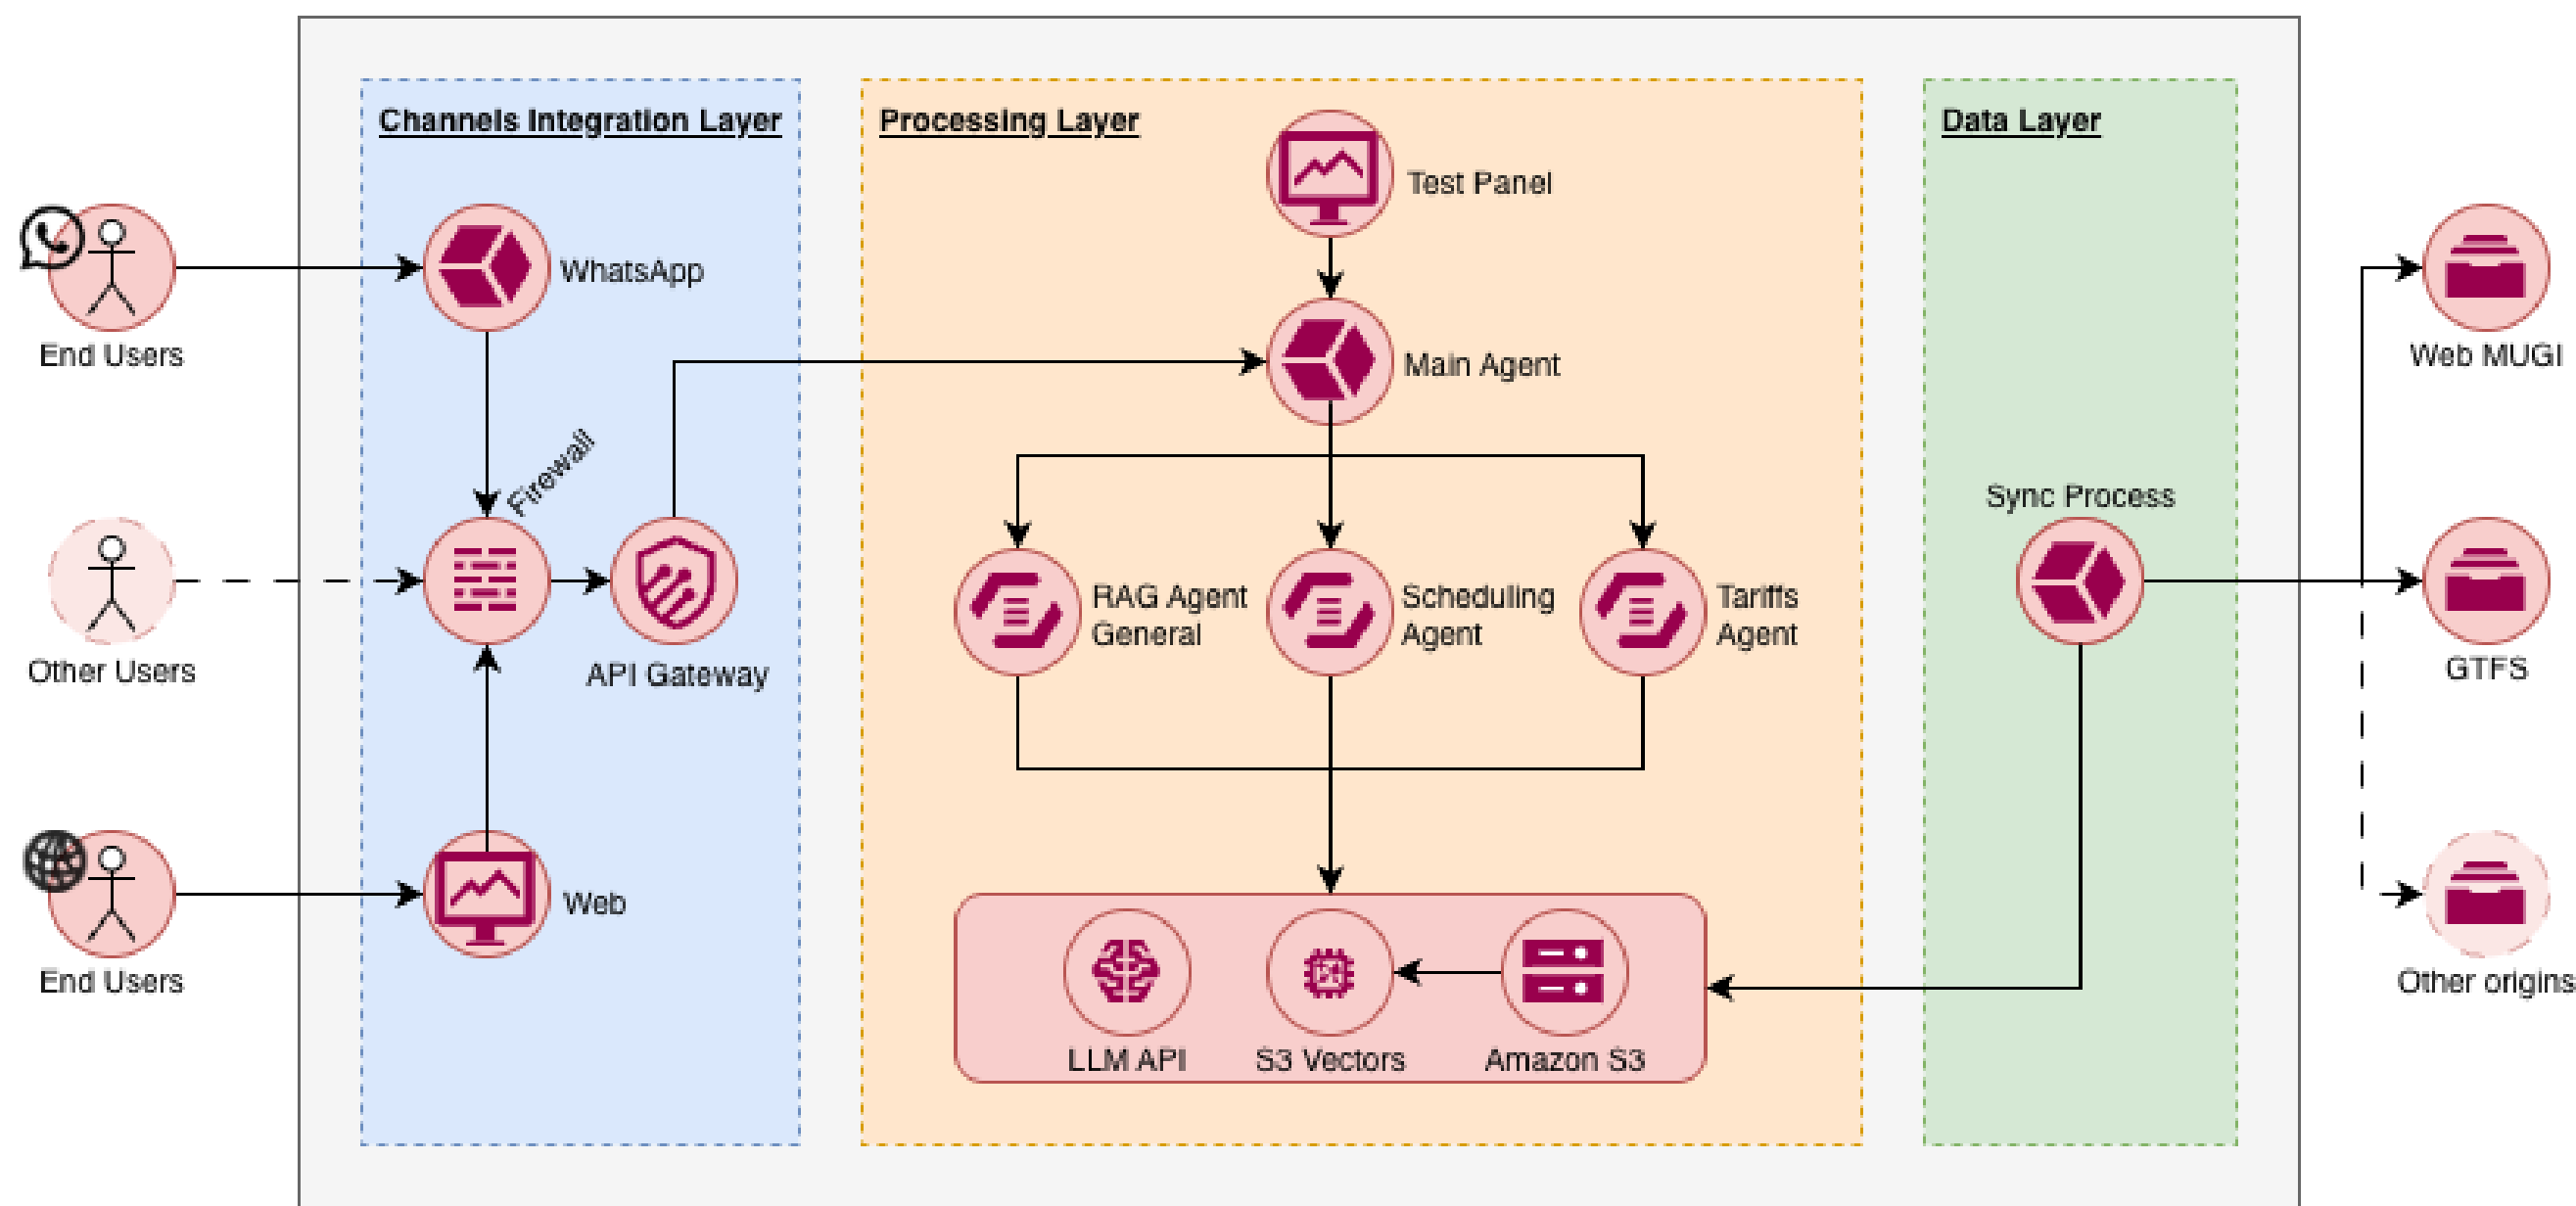 Channels Integration Layer
Processing Layer
Data Layer
Test Panel
WhatsApp
End Users
Web MUGI
Main Agent
Firewall
Sync Process
RAG Agent
General
Scheduling
Agent
Tariffs
Agent
Other Users
API Gateway
GTFS
Web
End Users
Other origins
LLM API
S3 Vectors
Amazon S3